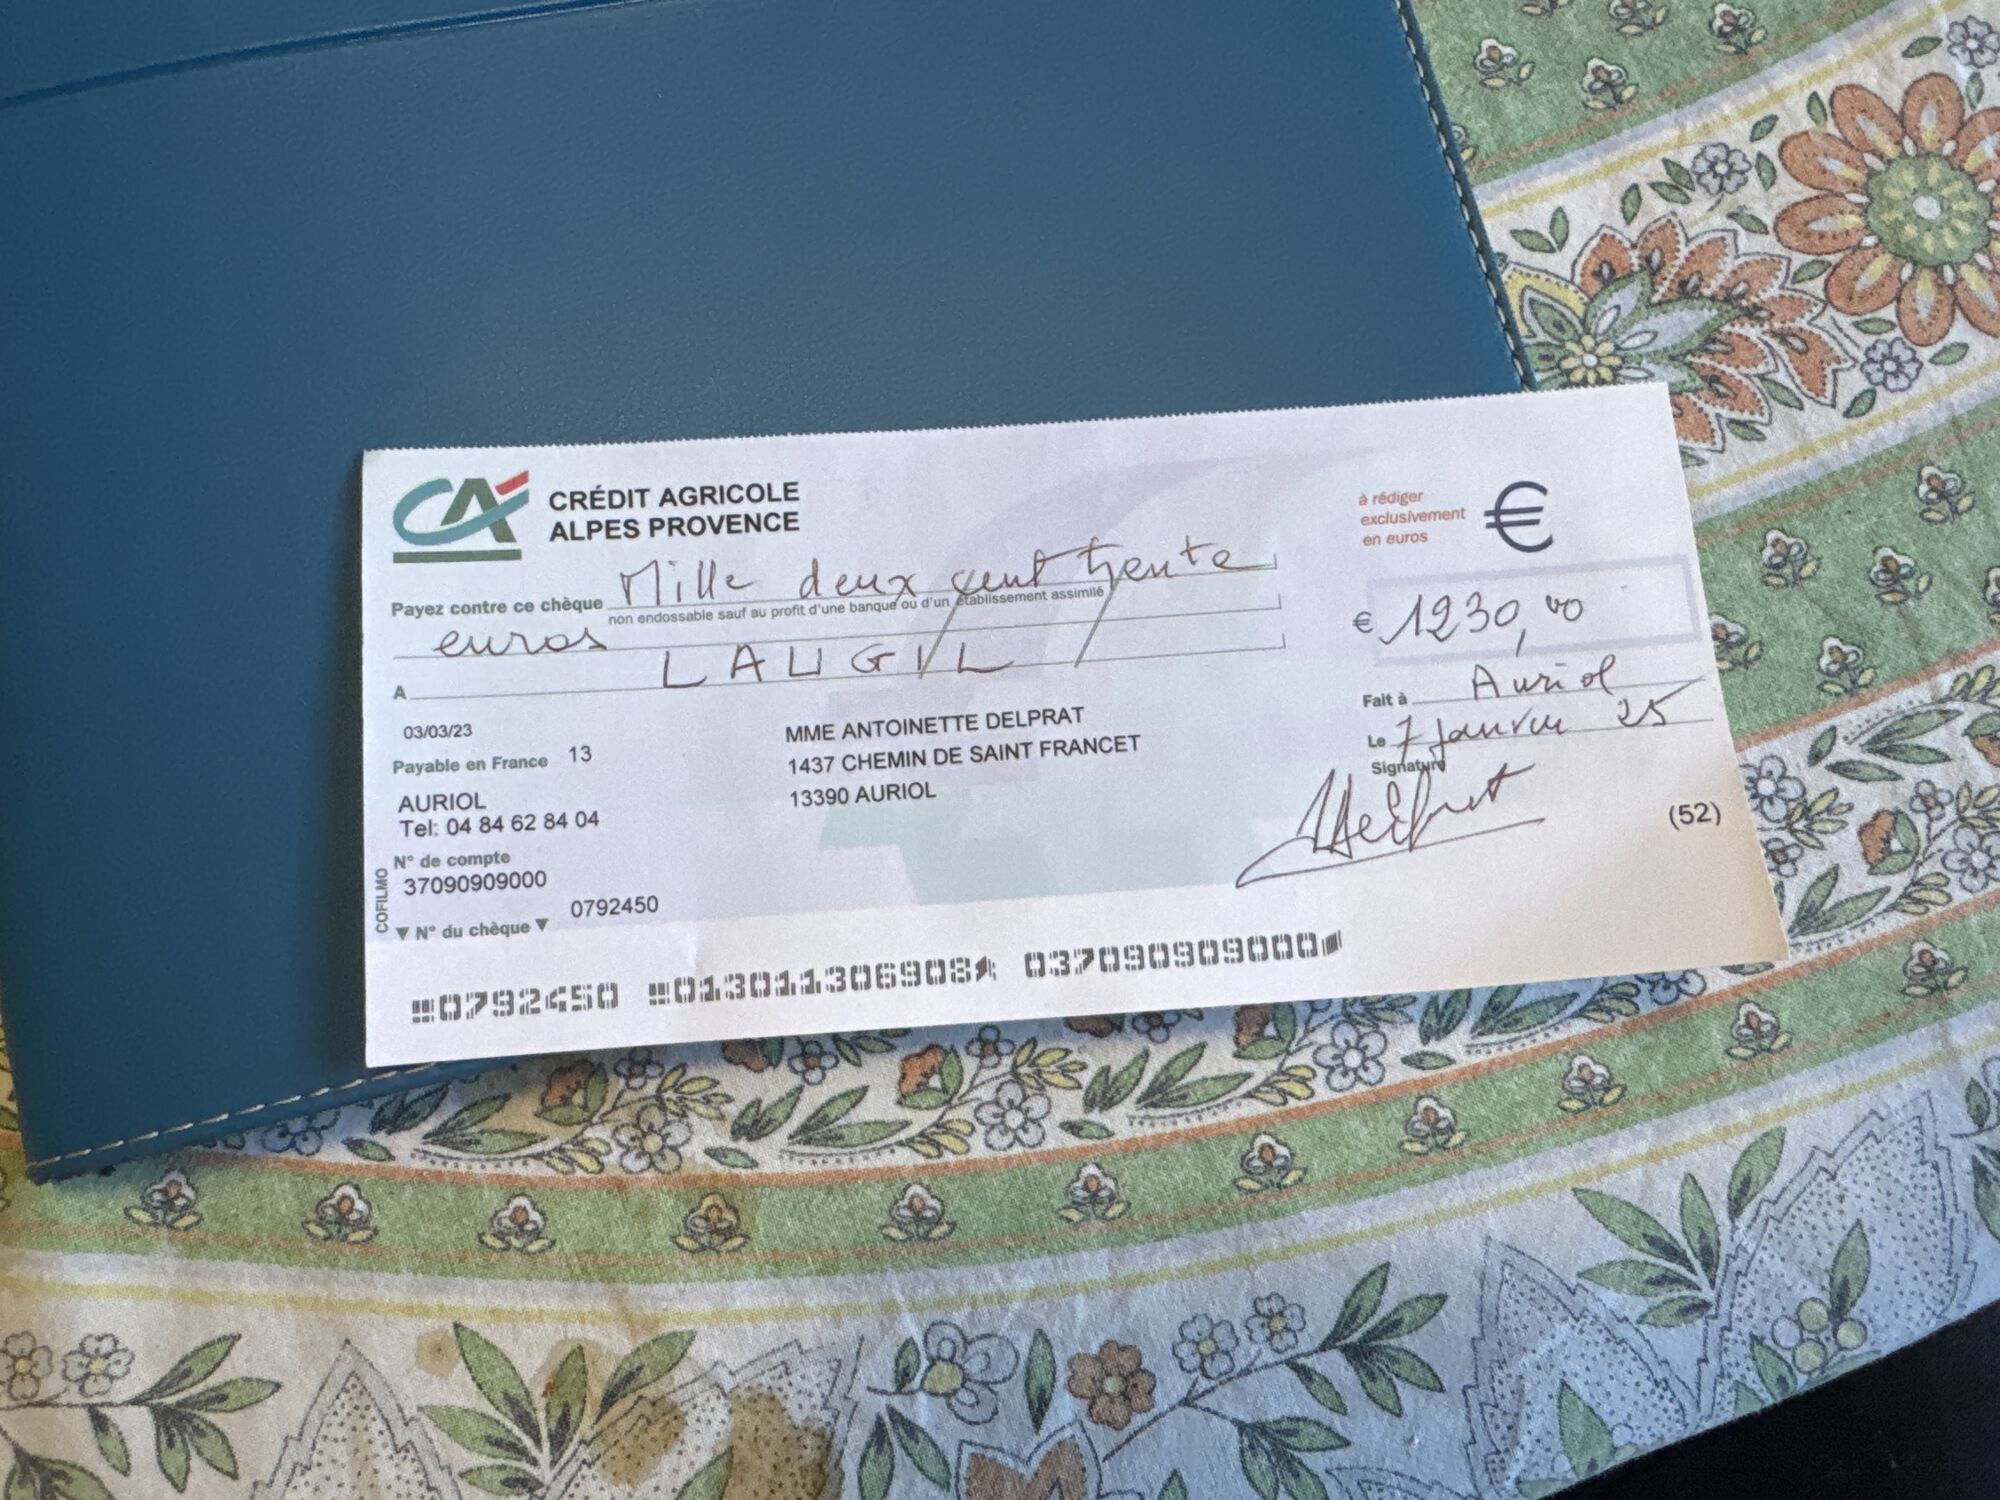 CRÉDIT AGRICOLE
ALPES PROVENCE
à rédiger
exclusivement
en euros
€
Payez contre ce chèque Mille deux cent trente
non endossable sauf au profit d'une banque ou d'un établissement assimilé
euros
€ 1230,00
A LAUGIL
Fait à Auriol
Le 7 Janvier 25
Signature
03/03/23
Payable en France 13
AURIOL
Tel: 04 84 62 84 04
MME ANTOINETTE DELPRAT
1437 CHEMIN DE SAINT FRANCET
13390 AURIOL
ADelprat
(52)
N° de compte
37090909000
COFILMO
0792450
▼ N° du chèque ▼
⑈0792450 ⑈013011306908⑆ 037090909000⑉